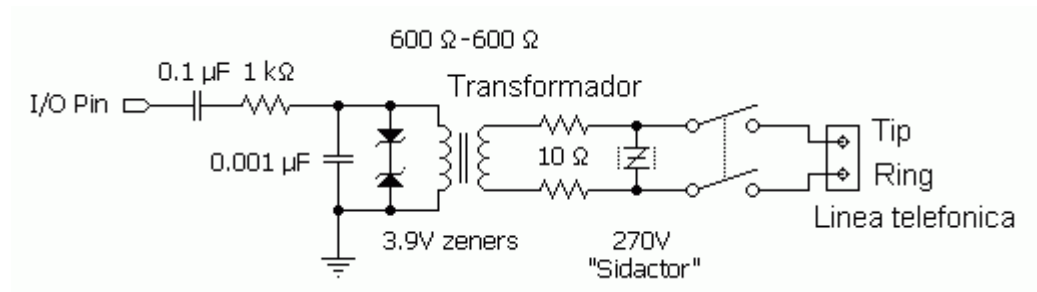 600 Ω-600 Ω
0.1 µF 1 kΩ
Transformador
I/O Pin
Tip
0.001 µF
10 Ω
Ring
Linea telefonica
3.9V zeners
270V
"Sidactor"